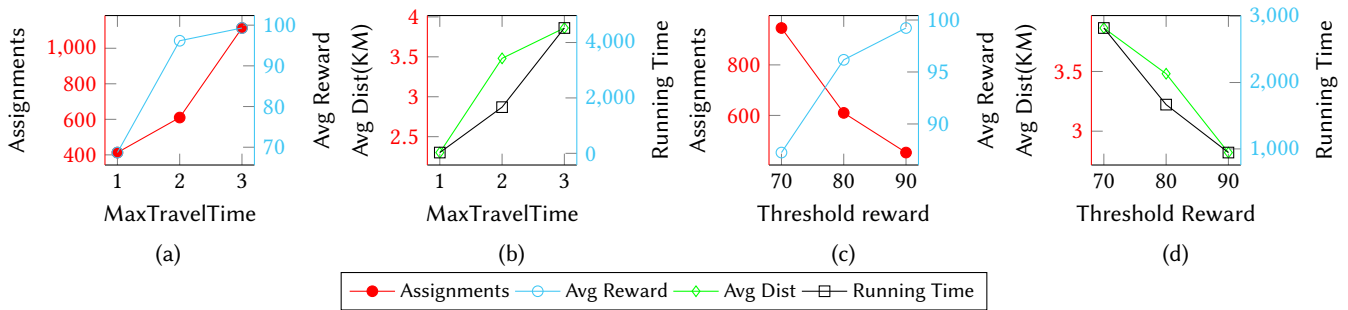 Assignments
1,000
800
600
400
100
90
80
70
Avg Reward
1 2 3
MaxTravelTime
(a)
Avg Dist(KM)
4
3.5
3
2.5
4,000
2,000
0
Running Time
1 2 3
MaxTravelTime
(b)
Assignments
800
600
100
95
90
Avg Reward
70 80 90
Threshold reward
(c)
Avg Dist(KM)
3.5
3
3,000
2,000
1,000
Running Time
70 80 90
Threshold Reward
(d)
Assignments Avg Reward Avg Dist Running Time